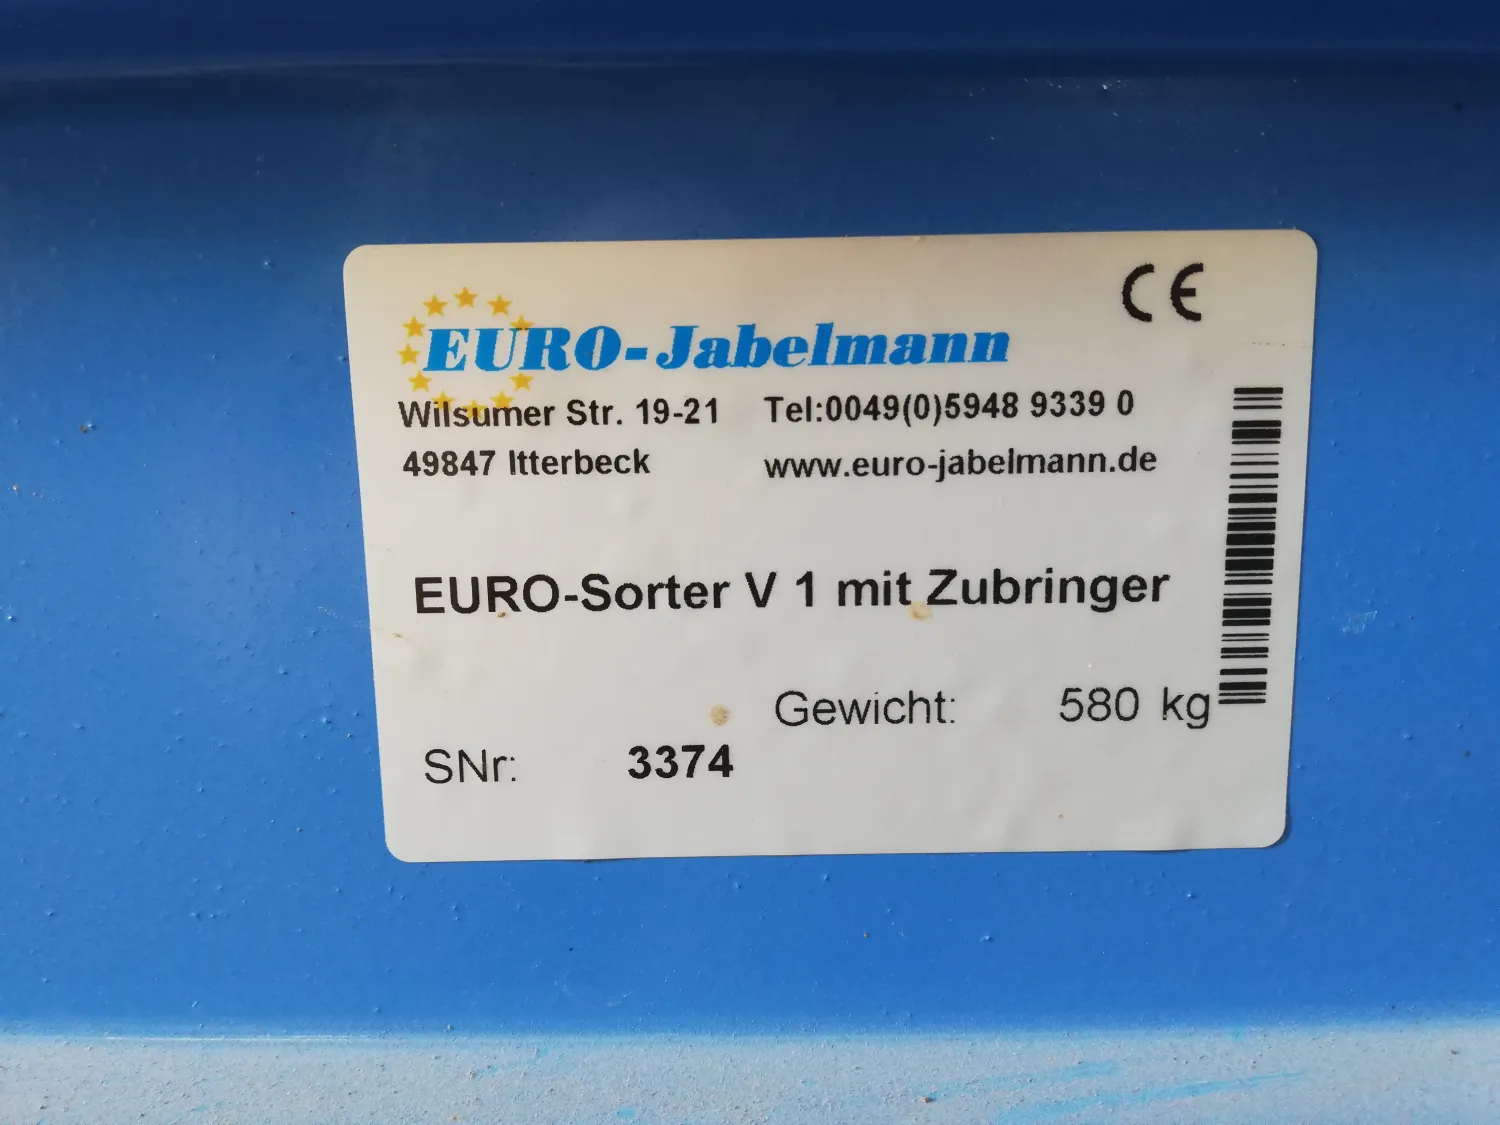 CE
EURO-Jabelmann
Wilsumer Str. 19-21 Tel:0049(0)5948 9339 0
49847 Itterbeck www.euro-jabelmann.de
EURO-Sorter V 1 mit Zubringer
Gewicht: 580 kg
SNr: 3374